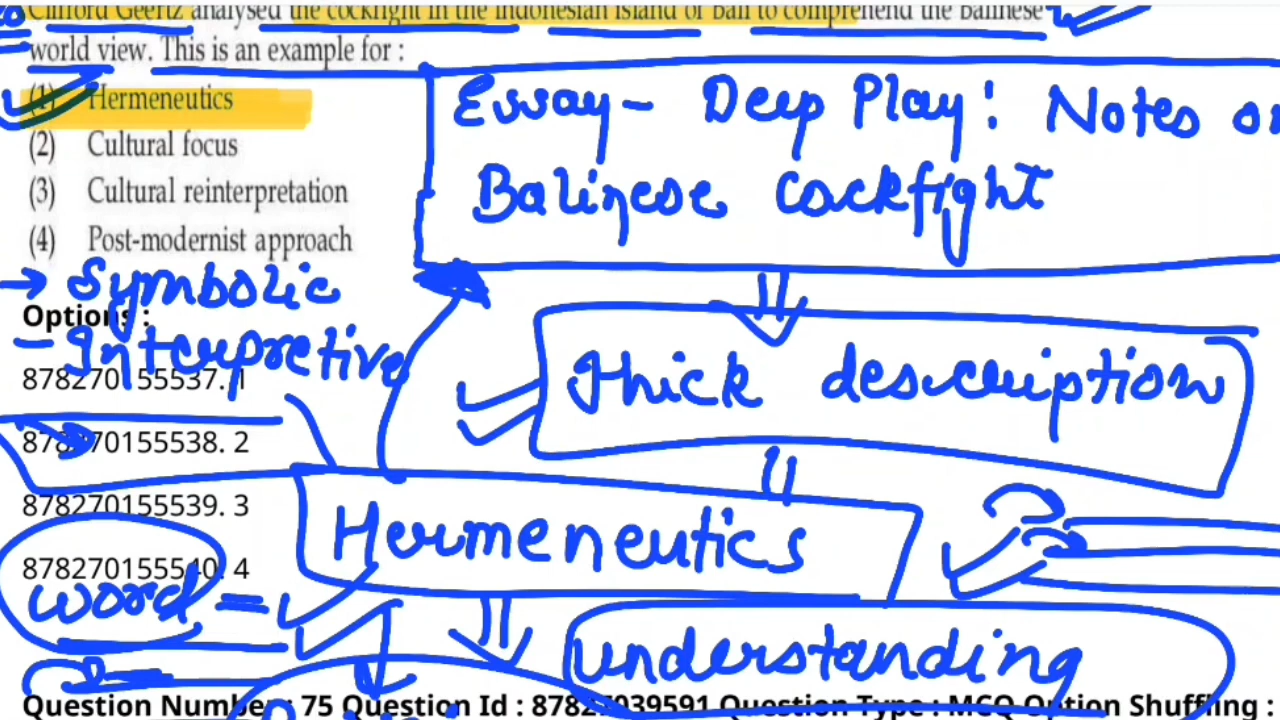 Clifford Geertz analysed the cockfight in the Indonesian island of Bali to comprehend the Balinese
world view. This is an example for :
(1) Hermeneutics
(2) Cultural focus
(3) Cultural reinterpretation
(4) Post-modernist approach
Essay - Deep Play: Notes on
Balinese cockfight
→ Symbolic
Options :
- Interpretive
Thick description
878270155537. 1
878270155538. 2
878270155539. 3
Hermeneutics
878270155540. 4
word =
understanding
Question Number : 75 Question Id : 87827039591 Question Type : MCQ Option Shuffling :